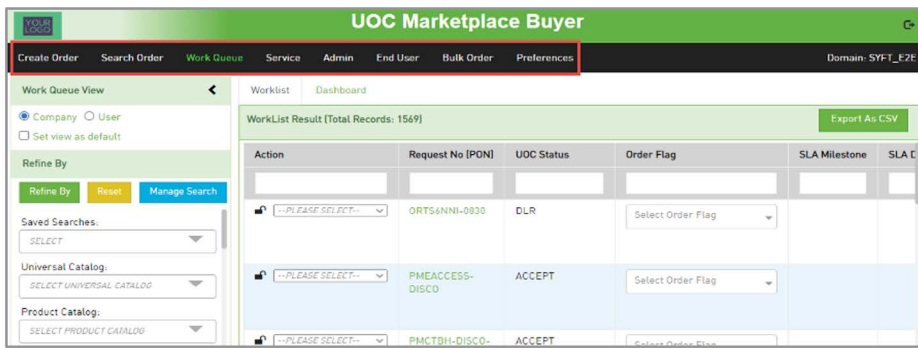 YOUR LOGO
UOC Marketplace Buyer
Create Order Search Order Work Queue Service Admin End User Bulk Order Preferences Domain: SYFT_E2E
Work Queue View
Worklist Dashboard
Company User
Set view as default
WorkList Result (Total Records: 1569) Export As CSV
Refine By
Action Request No (PON) UOC Status Order Flag SLA Milestone SLA
Refine By Reset Manage Search
Saved Searches:
SELECT
--PLEASE SELECT-- ORTS6NNI-0830 DLR Select Order Flag
Universal Catalog:
SELECT UNIVERSAL CATALOG
--PLEASE SELECT-- PMEACCESS-DISCO ACCEPT Select Order Flag
Product Catalog:
SELECT PRODUCT CATALOG
--PLEASE SELECT-- PMCTBH-DISCO- ACCEPT Select Order Flag